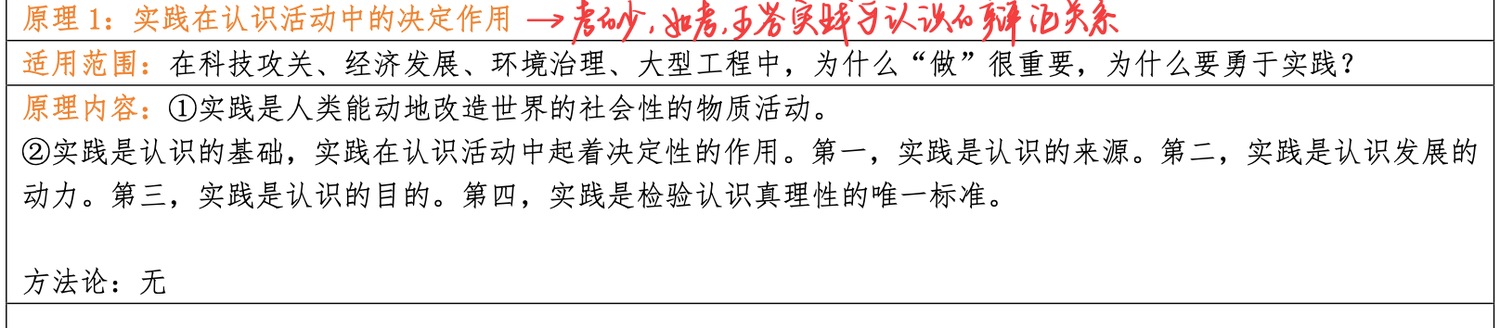 原理1：实践在认识活动中的决定作用 →考的少，如考，互答实践与认识的辩证关系
适用范围：在科技攻关、经济发展、环境治理、大型工程中，为什么“做”很重要，为什么要勇于实践？
原理内容：①实践是人类能动地改造世界的社会性的物质活动。
②实践是认识的基础，实践在认识活动中起着决定性的作用。第一，实践是认识的来源。第二，实践是认识发展的
动力。第三，实践是认识的目的。第四，实践是检验认识真理性的唯一标准。
方法论：无